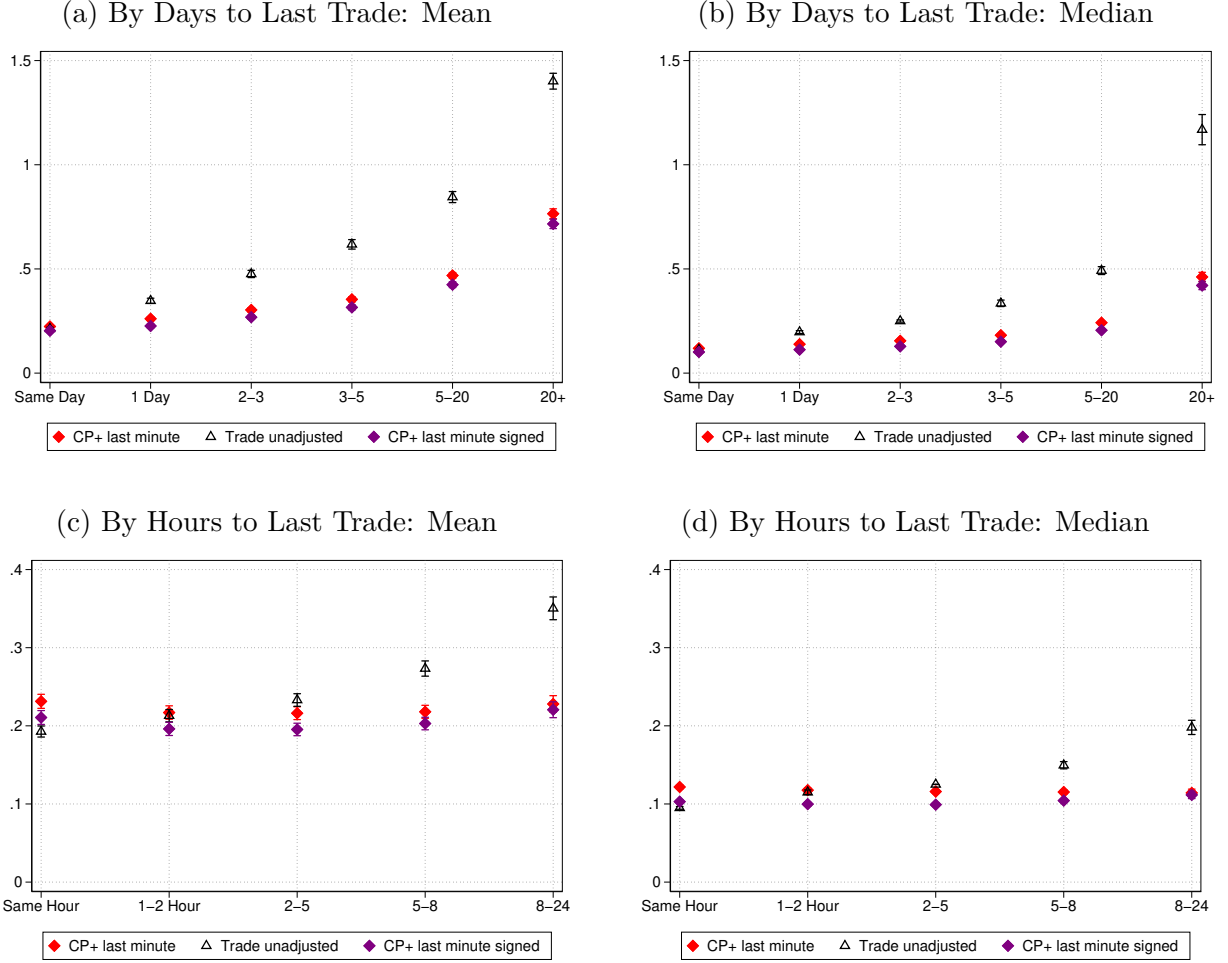 (a) By Days to Last Trade: Mean
1.5
1
.5
0
Same Day 1 Day 2–3 3–5 5–20 20+
CP+ last minute Trade unadjusted CP+ last minute signed
(b) By Days to Last Trade: Median
1.5
1
.5
0
Same Day 1 Day 2–3 3–5 5–20 20+
CP+ last minute Trade unadjusted CP+ last minute signed
(c) By Hours to Last Trade: Mean
.4
.3
.2
.1
0
Same Hour 1–2 Hour 2–5 5–8 8–24
CP+ last minute Trade unadjusted CP+ last minute signed
(d) By Hours to Last Trade: Median
.4
.3
.2
.1
0
Same Hour 1–2 Hour 2–5 5–8 8–24
CP+ last minute Trade unadjusted CP+ last minute signed